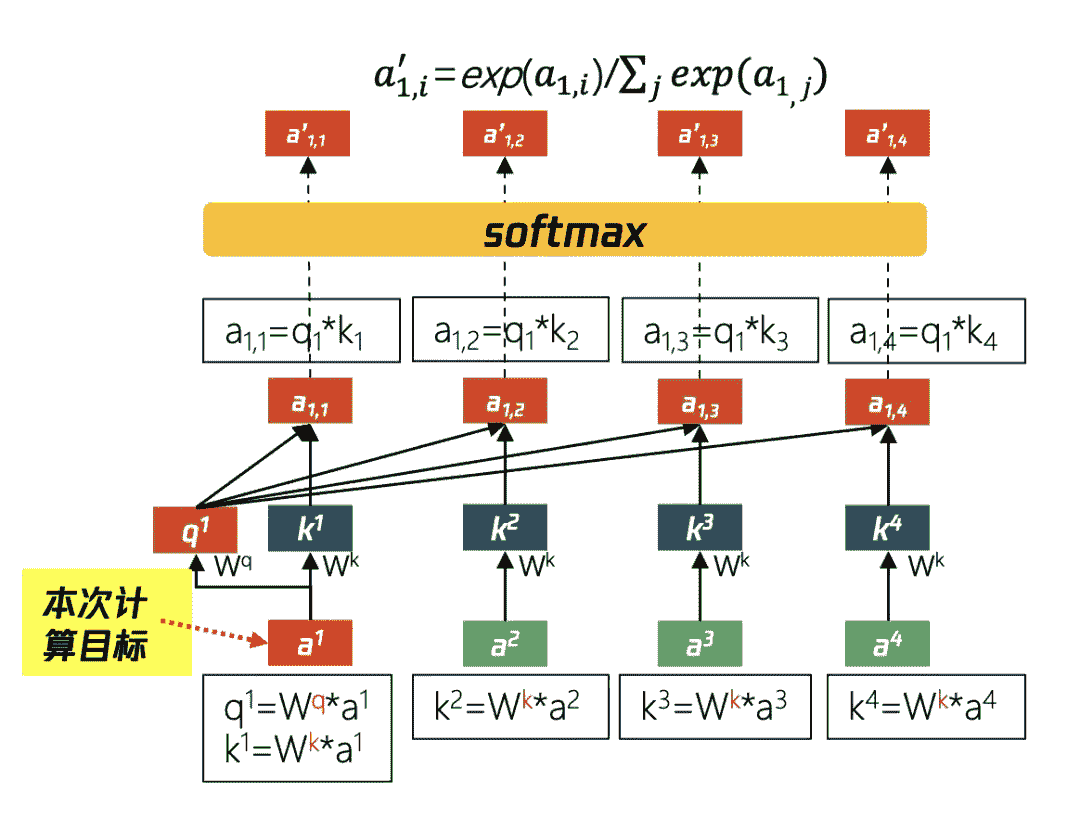 a′1,i=exp(a1,i)/∑j exp(a1,j)
a′1,1 a′1,2 a′1,3 a′1,4
softmax
a1,1=q1*k1 a1,2=q1*k2 a1,3=q1*k3 a1,4=q1*k4
a1,1 a1,2 a1,3 a1,4
q¹ k¹ k² k³ k⁴
Wq Wk Wk Wk Wk
本次计
算目标
a¹ a² a³ a⁴
q¹=Wq*a¹
k¹=Wk*a¹
k²=Wk*a²
k³=Wk*a³
k⁴=Wk*a⁴